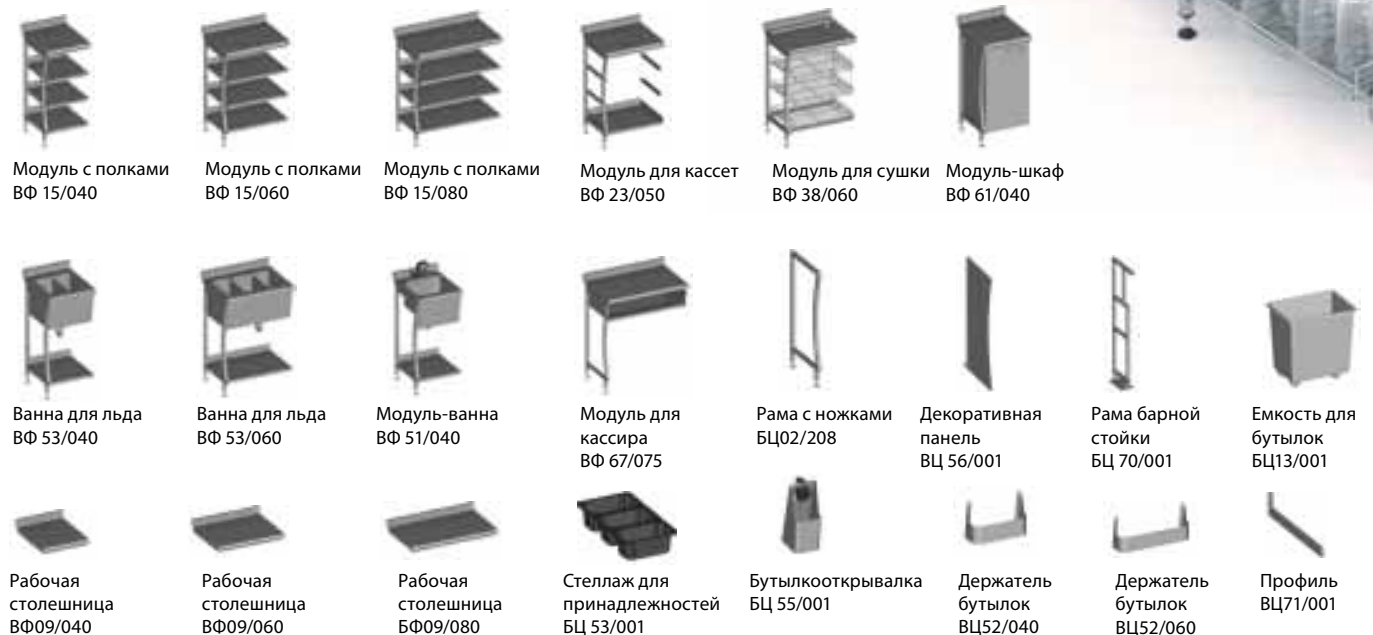 Модуль с полками
ВФ 15/040
Модуль с полками
ВФ 15/060
Модуль с полками
ВФ 15/080
Модуль для кассет
ВФ 23/050
Модуль для сушки
ВФ 38/060
Модуль-шкаф
ВФ 61/040
Ванна для льда
ВФ 53/040
Ванна для льда
ВФ 53/060
Модуль-ванна
ВФ 51/040
Модуль для
кассира
ВФ 67/075
Рама с ножками
БЦ02/208
Декоративная
панель
ВЦ 56/001
Рама барной
стойки
БЦ 70/001
Емкость для
бутылок
БЦ13/001
Рабочая
столешница
ВФ09/040
Рабочая
столешница
ВФ09/060
Рабочая
столешница
БФ09/080
Стеллаж для
принадлежностей
БЦ 53/001
Бутылкооткрывалка
БЦ 55/001
Держатель
бутылок
ВЦ52/040
Держатель
бутылок
ВЦ52/060
Профиль
ВЦ71/001